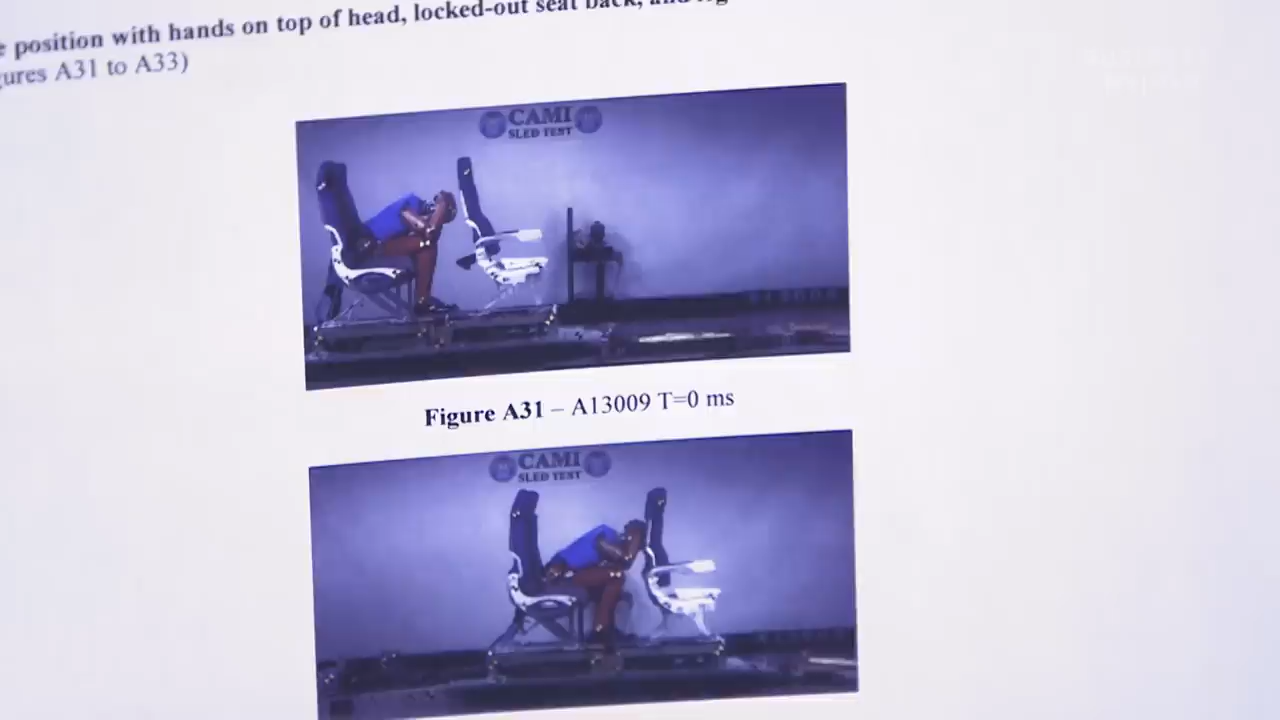 position with hands on top of head, locked-out seat back, and
A31 to A33)
CAMI
SLED TEST
Figure A31 – A13009 T=0 ms
CAMI
SLED TEST